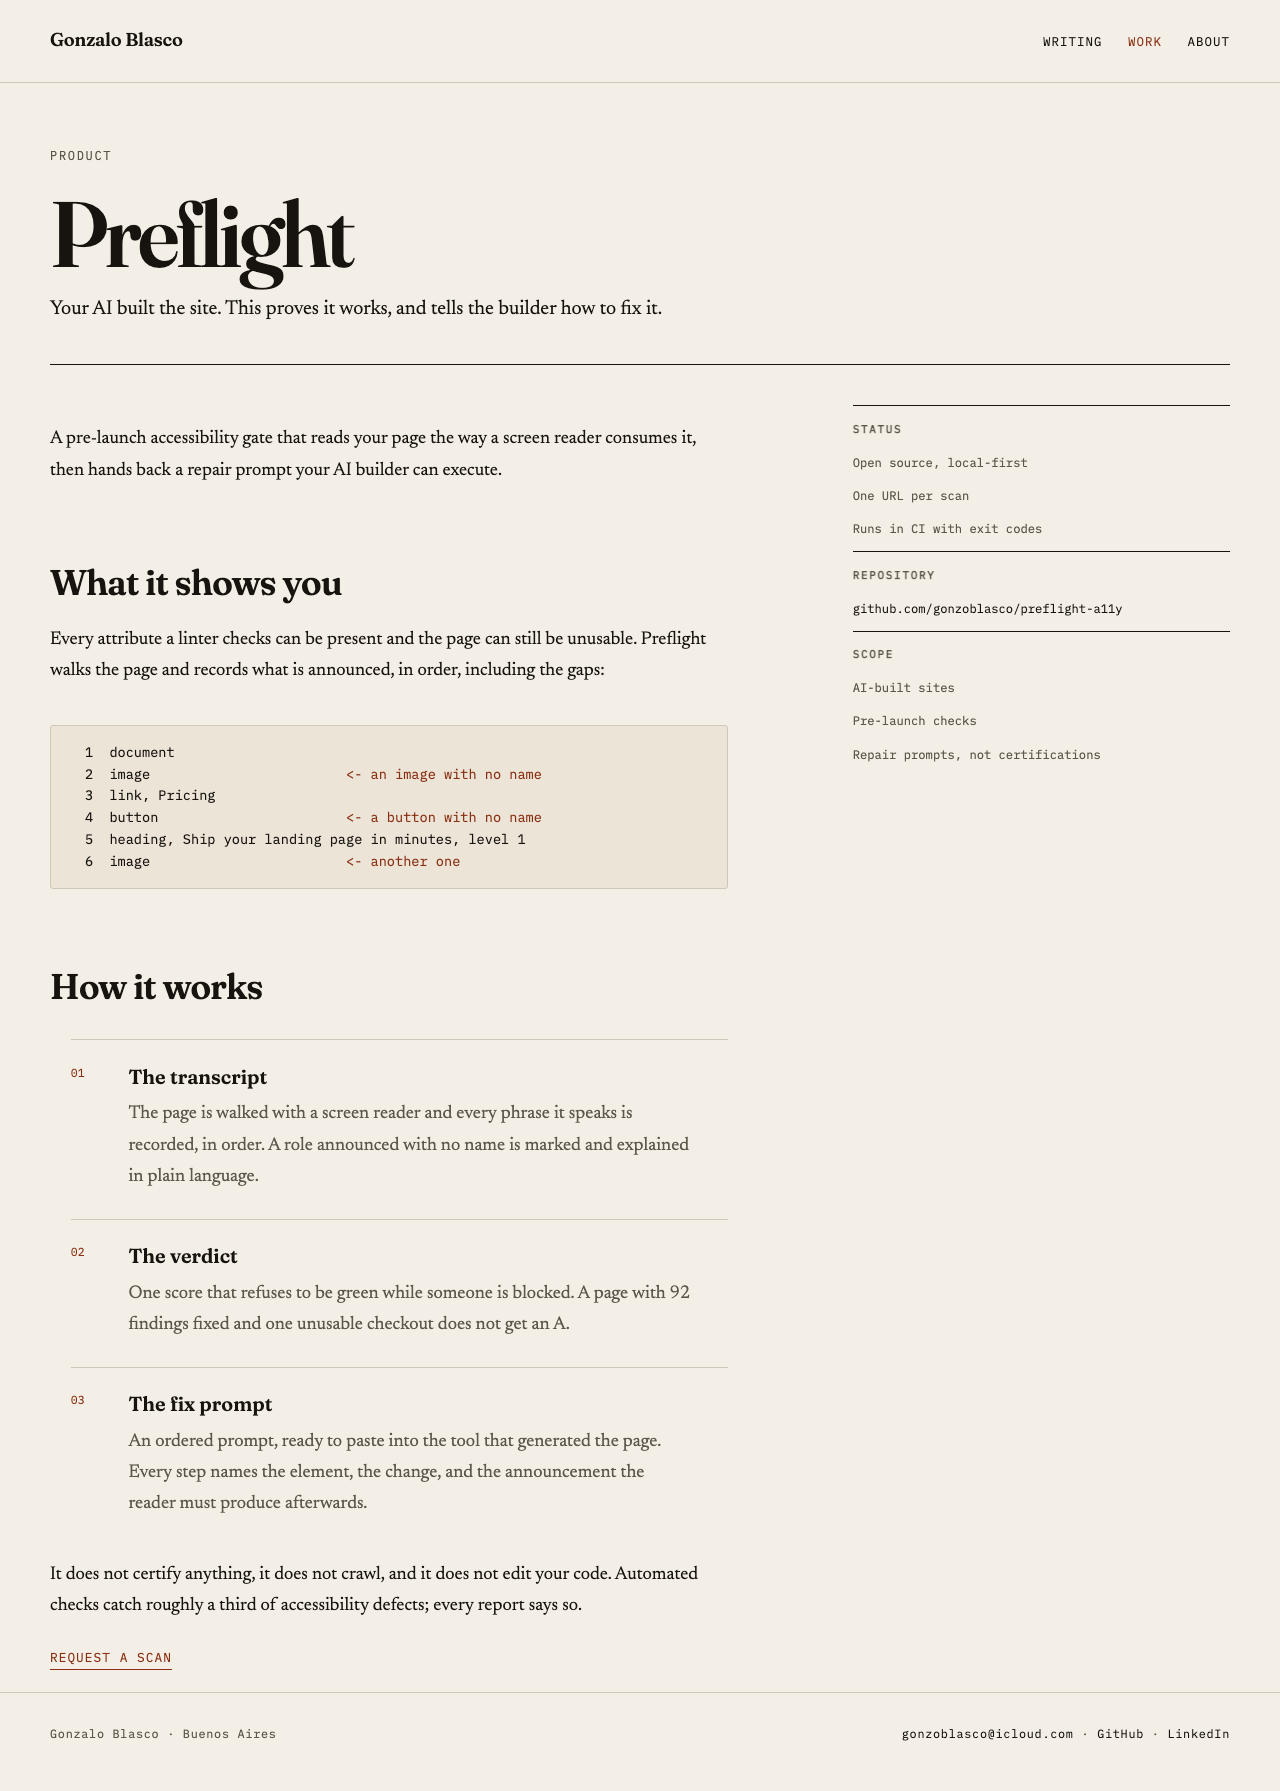 Gonzalo Blasco
WRITING WORK ABOUT
PRODUCT
Preflight
Your AI built the site. This proves it works, and tells the builder how to fix it.
A pre-launch accessibility gate that reads your page the way a screen reader consumes it,
then hands back a repair prompt your AI builder can execute.
What it shows you
Every attribute a linter checks can be present and the page can still be unusable. Preflight
walks the page and records what is announced, in order, including the gaps:
1 document
2 image <- an image with no name
3 link, Pricing
4 button <- a button with no name
5 heading, Ship your landing page in minutes, level 1
6 image <- another one
How it works
01 The transcript
The page is walked with a screen reader and every phrase it speaks is
recorded, in order. A role announced with no name is marked and explained
in plain language.
02 The verdict
One score that refuses to be green while someone is blocked. A page with 92
findings fixed and one unusable checkout does not get an A.
03 The fix prompt
An ordered prompt, ready to paste into the tool that generated the page.
Every step names the element, the change, and the announcement the
reader must produce afterwards.
It does not certify anything, it does not crawl, and it does not edit your code. Automated
checks catch roughly a third of accessibility defects; every report says so.
REQUEST A SCAN
STATUS
Open source, local-first
One URL per scan
Runs in CI with exit codes
REPOSITORY
github.com/gonzoblasco/preflight-a11y
SCOPE
AI-built sites
Pre-launch checks
Repair prompts, not certifications
Gonzalo Blasco · Buenos Aires
gonzoblasco@icloud.com · GitHub · LinkedIn